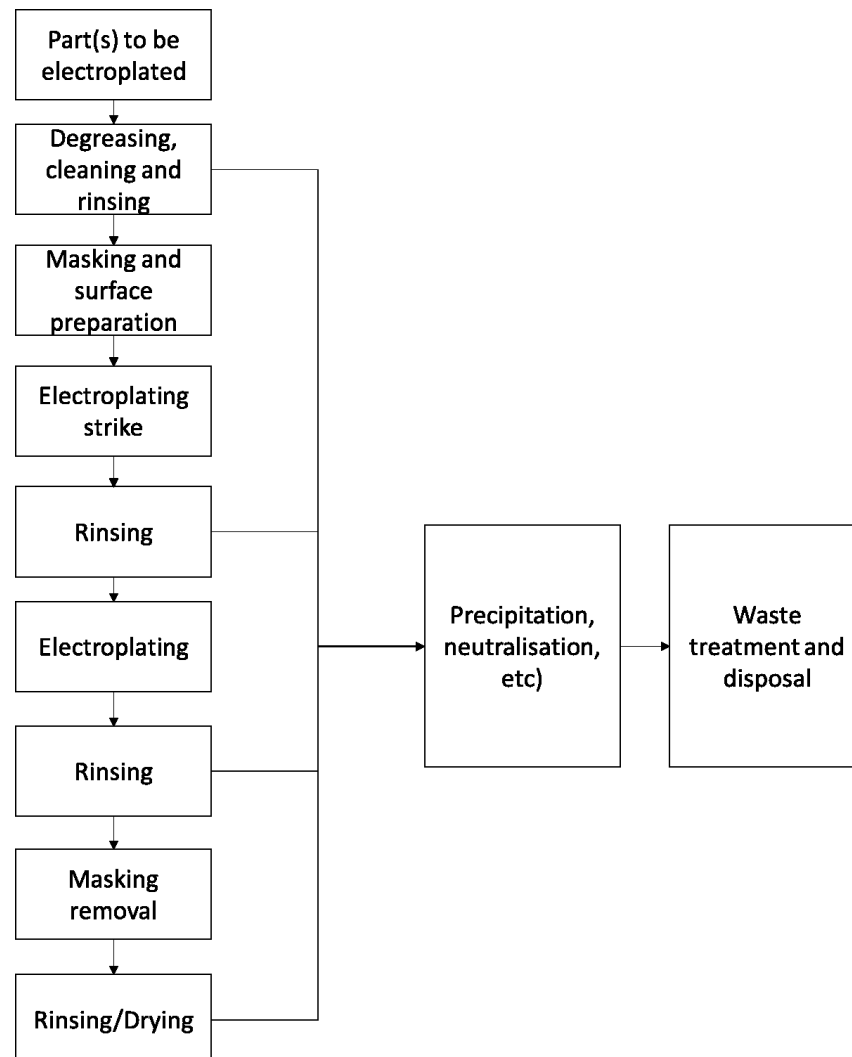 Part(s) to be
electroplated
Degreasing,
cleaning and
rinsing
Masking and
surface
preparation
Electroplating
strike
Rinsing
Electroplating
Rinsing
Masking
removal
Rinsing/Drying
Precipitation,
neutralisation,
etc)
Waste
treatment and
disposal